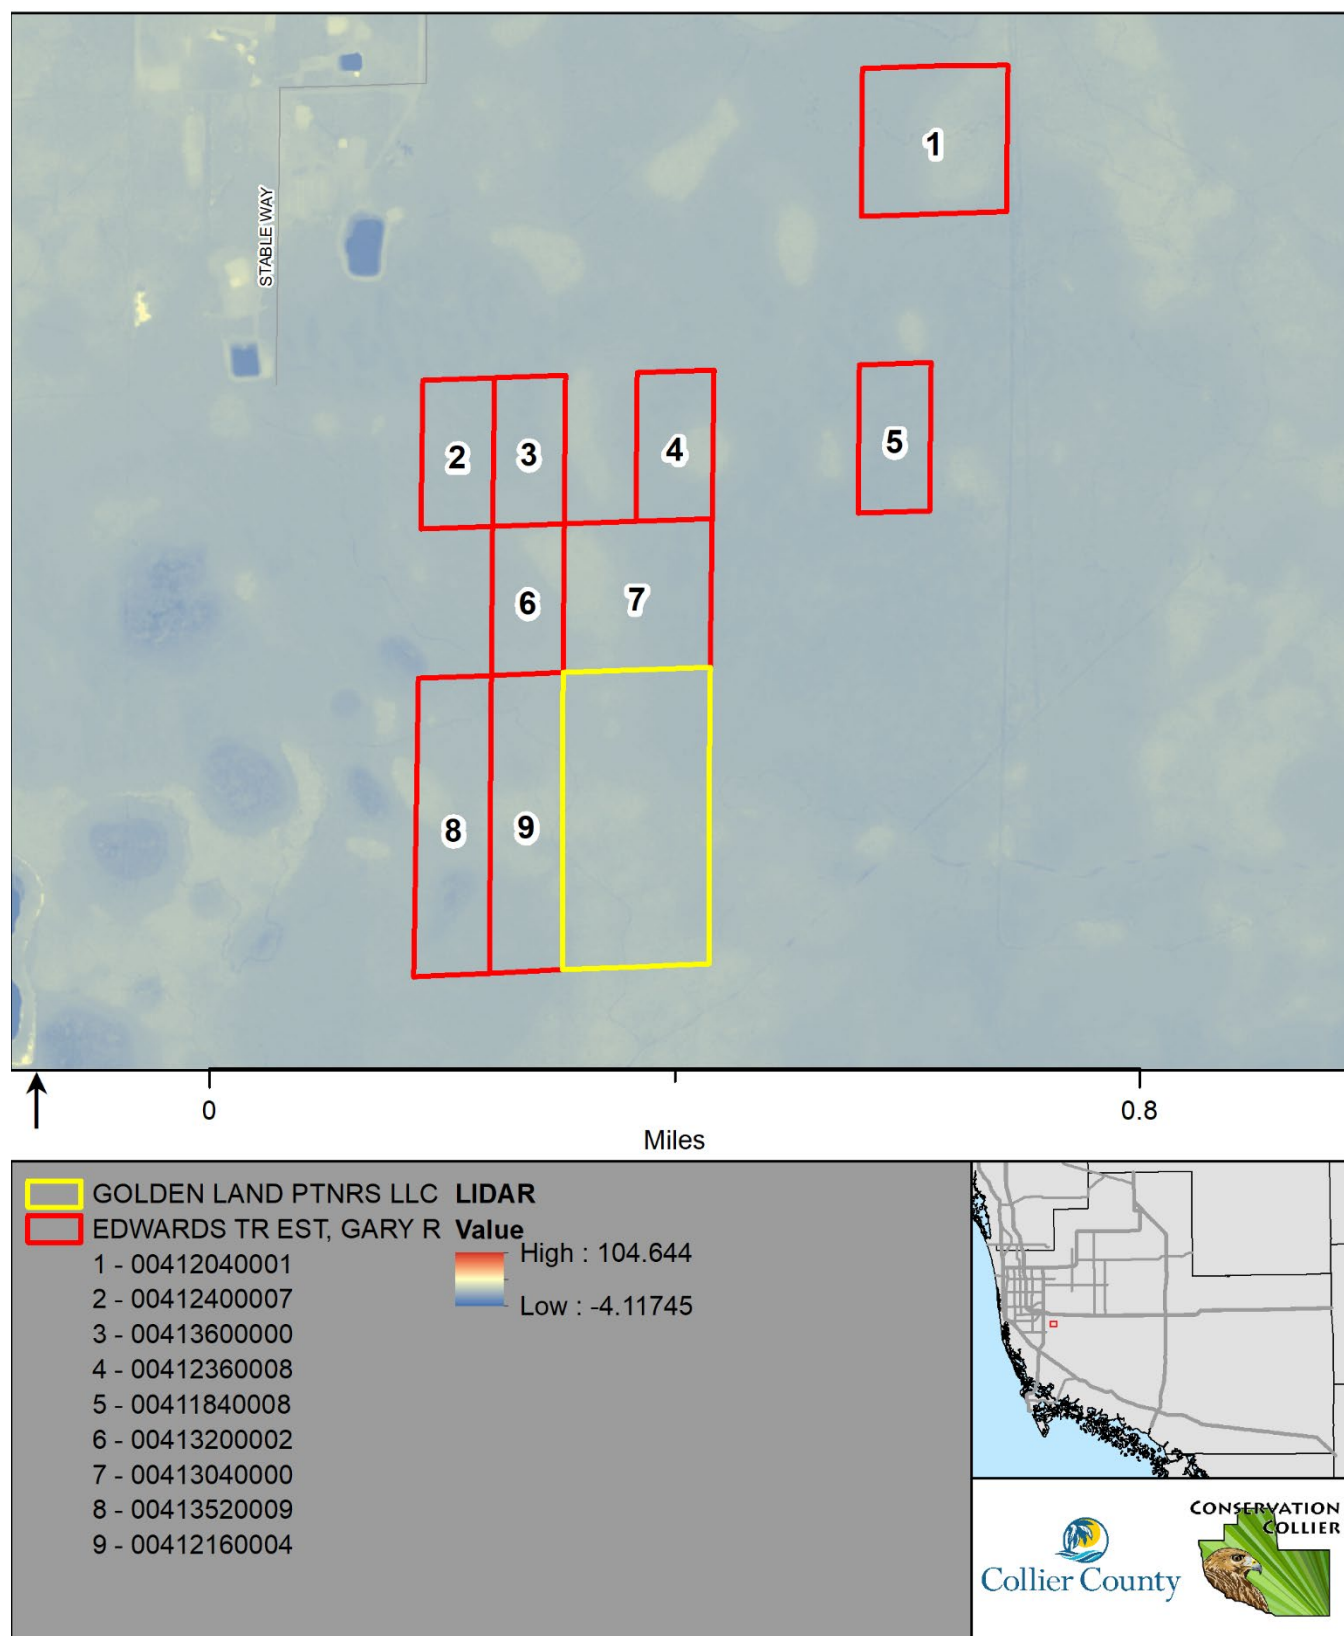 1
STABLE WAY
2
3
4
5
6
7
8
9
0
0.8
Miles
GOLDEN LAND PTNRS LLC
EDWARDS TR EST, GARY R
1 - 00412040001
2 - 00412400007
3 - 00413600000
4 - 00412360008
5 - 00411840008
6 - 00413200002
7 - 00413040000
8 - 00413520009
9 - 00412160004
LIDAR
Value
High : 104.644
Low : -4.11745
Collier County
CONSERVATION
COLLIER